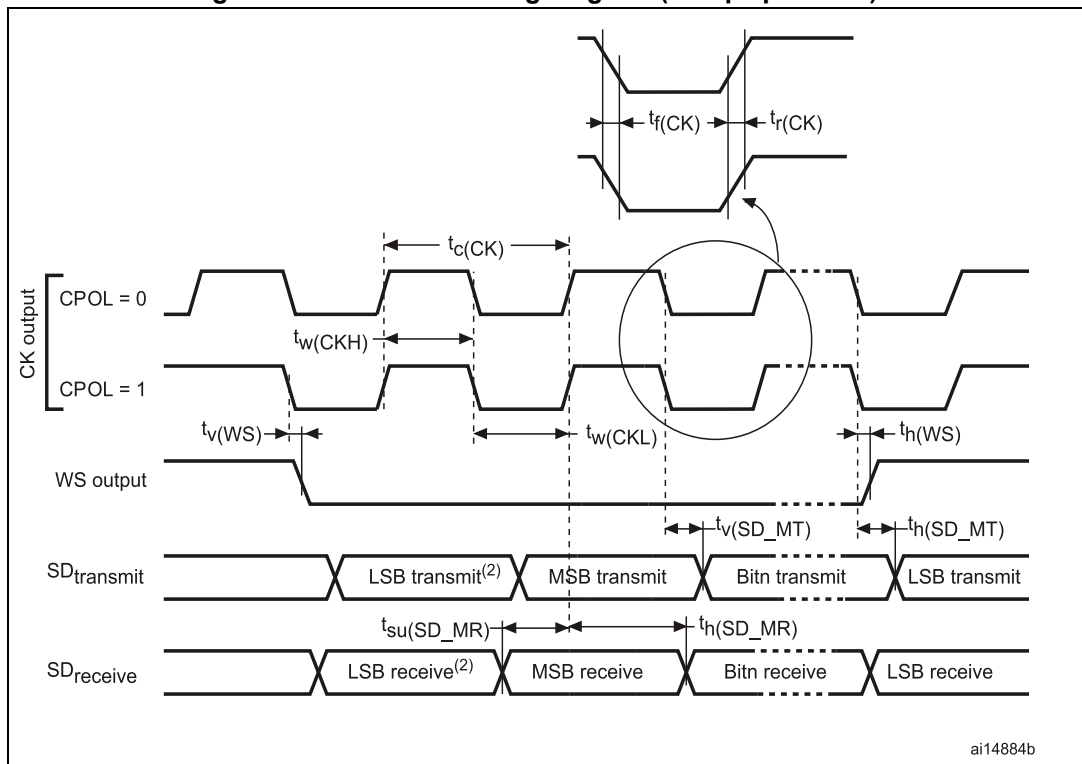 tf(CK)
tr(CK)
tc(CK)
CK output
CPOL = 0
tw(CKH)
CPOL = 1
tv(WS)
tw(CKL)
th(WS)
WS output
tv(SD_MT)
th(SD_MT)
SDtransmit
LSB transmit(2)
MSB transmit
Bitn transmit
LSB transmit
tsu(SD_MR)
th(SD_MR)
SDreceive
LSB receive(2)
MSB receive
Bitn receive
LSB receive
ai14884b